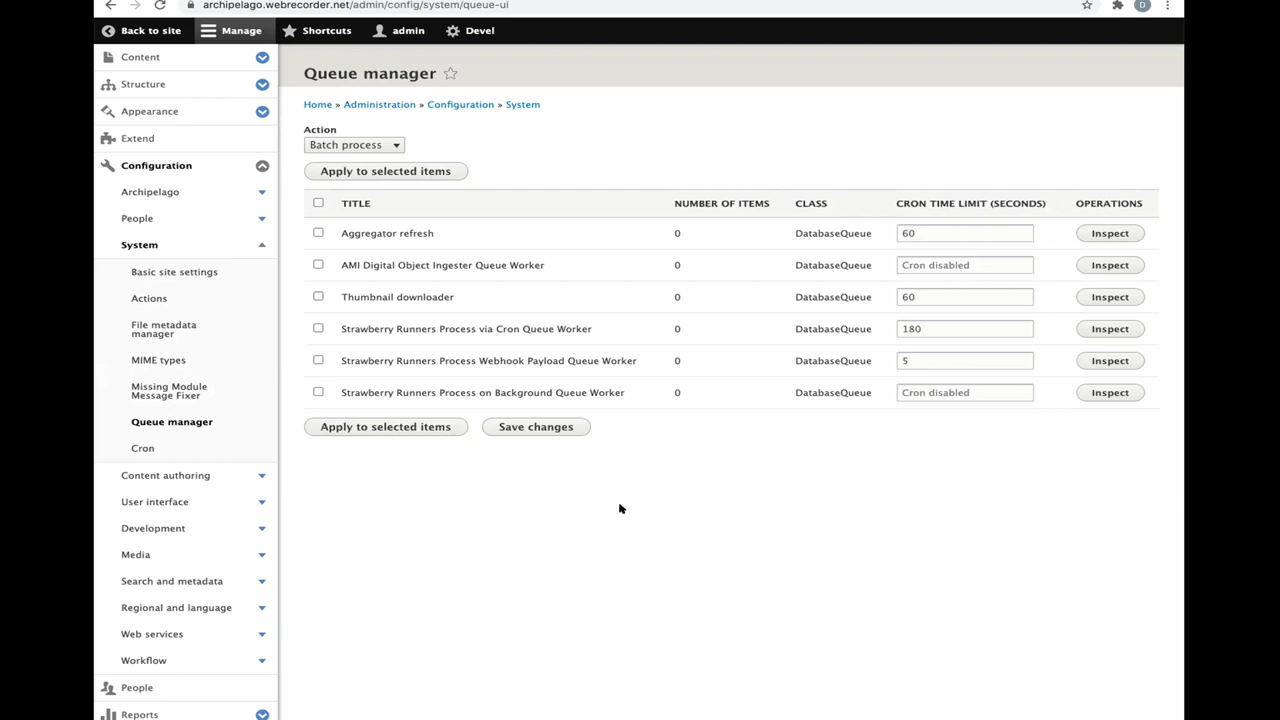 archipelago.webrecorder.net/admin/config/system/queue-ui
D
Back to site Manage Shortcuts admin Devel
Content
Structure
Appearance
Extend
Configuration
Archipelago
People
System
Basic site settings
Actions
File metadata
manager
MIME types
Missing Module
Message Fixer
Queue manager
Cron
Content authoring
User interface
Development
Media
Search and metadata
Regional and language
Web services
Workflow
People
Reports
Queue manager
Home » Administration » Configuration » System
Action
Batch process
Apply to selected items
TITLE NUMBER OF ITEMS CLASS CRON TIME LIMIT (SECONDS) OPERATIONS
Aggregator refresh 0 DatabaseQueue 60 Inspect
AMI Digital Object Ingester Queue Worker 0 DatabaseQueue Cron disabled Inspect
Thumbnail downloader 0 DatabaseQueue 60 Inspect
Strawberry Runners Process via Cron Queue Worker 0 DatabaseQueue 180 Inspect
Strawberry Runners Process Webhook Payload Queue Worker 0 DatabaseQueue 5 Inspect
Strawberry Runners Process on Background Queue Worker 0 DatabaseQueue Cron disabled Inspect
Apply to selected items Save changes